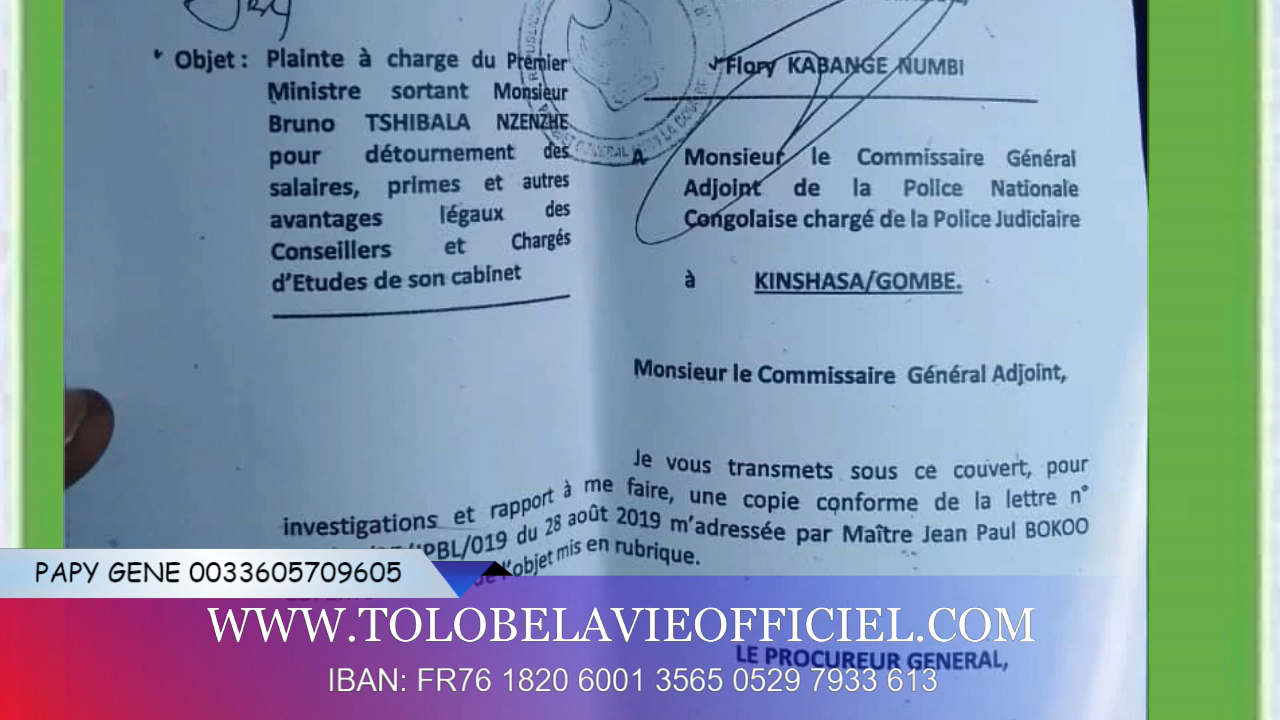 Objet : Plainte à charge du Premier
Ministre sortant Monsieur
Bruno TSHIBALA NZENZHE
pour détournement des
salaires, primes et autres
avantages légaux des
Conseillers et Chargés
d'Etudes de son cabinet
Flory KABANGE NUMBI
A Monsieur le Commissaire Général
Adjoint de la Police Nationale
Congolaise chargé de la Police Judiciaire
à KINSHASA/GOMBE.
Monsieur le Commissaire Général Adjoint,
Je vous transmets sous ce couvert, pour
investigations et rapport à me faire, une copie conforme de la lettre n°
/019 du 28 août 2019 m'adressée par Maître Jean Paul BOKOO
de l'objet mis en rubrique.
LE PROCUREUR GENERAL,
PAPY GENE 0033605709605
WWW.TOLOBELAVIEOFFICIEL.COM
IBAN: FR76 1820 6001 3565 0529 7933 613